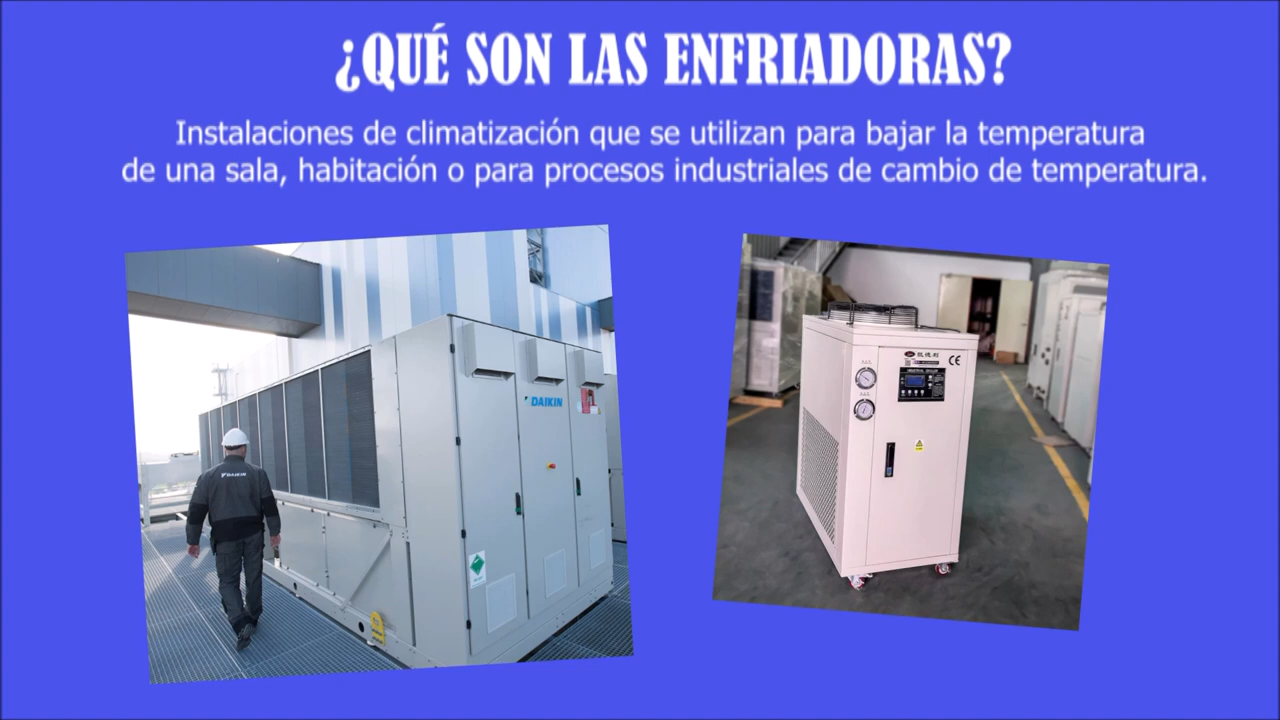 ¿QUÉ SON LAS ENFRIADORAS?
Instalaciones de climatización que se utilizan para bajar la temperatura
de una sala, habitación o para procesos industriales de cambio de temperatura.
DAIKIN
DAIKIN
CE